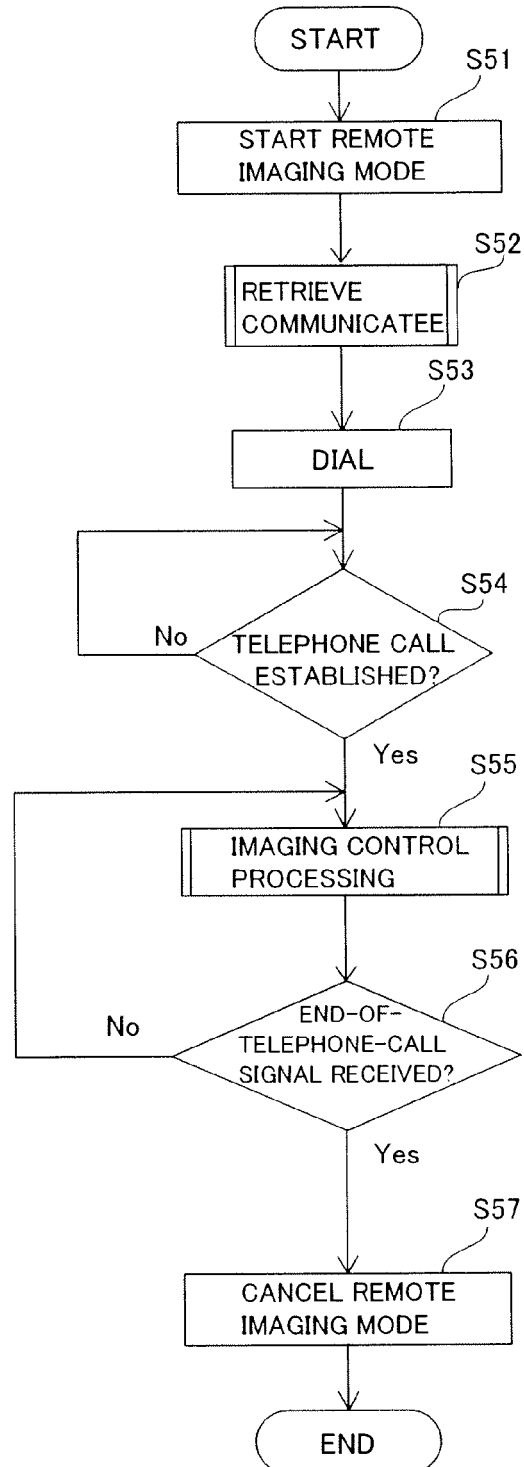 START
S51
START REMOTE
IMAGING MODE
S52
RETRIEVE
COMMUNICATEE
S53
DIAL
S54
No
TELEPHONE CALL
ESTABLISHED?
Yes
S55
IMAGING CONTROL
PROCESSING
S56
No
END-OF-
TELEPHONE-CALL
SIGNAL RECEIVED?
Yes
S57
CANCEL REMOTE
IMAGING MODE
END